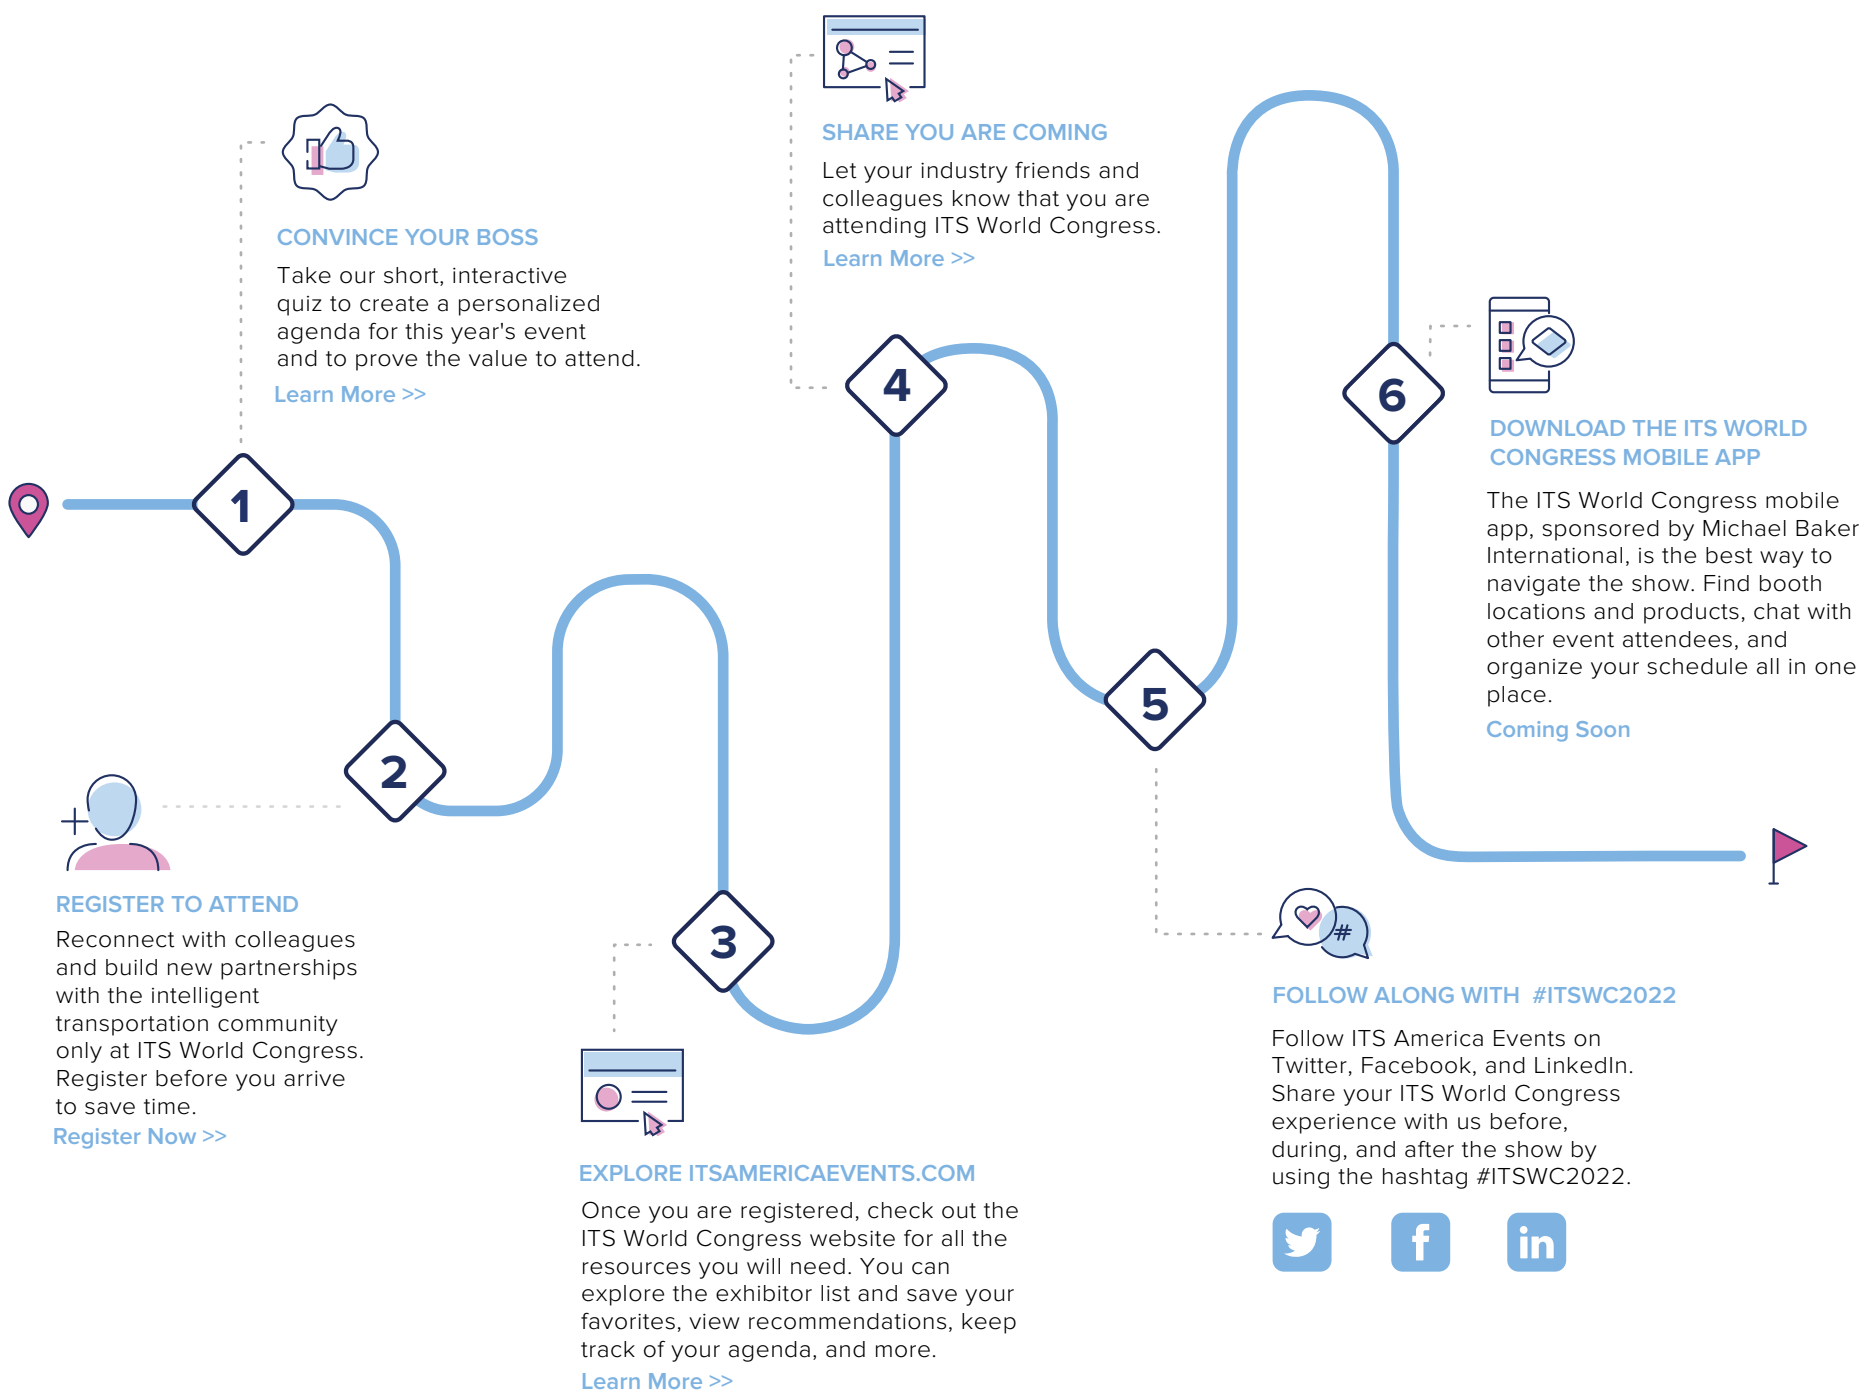 1
CONVINCE YOUR BOSS
Take our short, interactive
quiz to create a personalized
agenda for this year's event
and to prove the value to attend.
Learn More >>
2
REGISTER TO ATTEND
Reconnect with colleagues
and build new partnerships
with the intelligent
transportation community
only at ITS World Congress.
Register before you arrive
to save time.
Register Now >>
3
EXPLORE ITSAMERICAEVENTS.COM
Once you are registered, check out the
ITS World Congress website for all the
resources you will need. You can
explore the exhibitor list and save your
favorites, view recommendations, keep
track of your agenda, and more.
Learn More >>
4
SHARE YOU ARE COMING
Let your industry friends and
colleagues know that you are
attending ITS World Congress.
Learn More >>
5
#
FOLLOW ALONG WITH #ITSWC2022
Follow ITS America Events on
Twitter, Facebook, and LinkedIn.
Share your ITS World Congress
experience with us before,
during, and after the show by
using the hashtag #ITSWC2022.
f
in
6
DOWNLOAD THE ITS WORLD
CONGRESS MOBILE APP
The ITS World Congress mobile
app, sponsored by Michael Baker
International, is the best way to
navigate the show. Find booth
locations and products, chat with
other event attendees, and
organize your schedule all in one
place.
Coming Soon